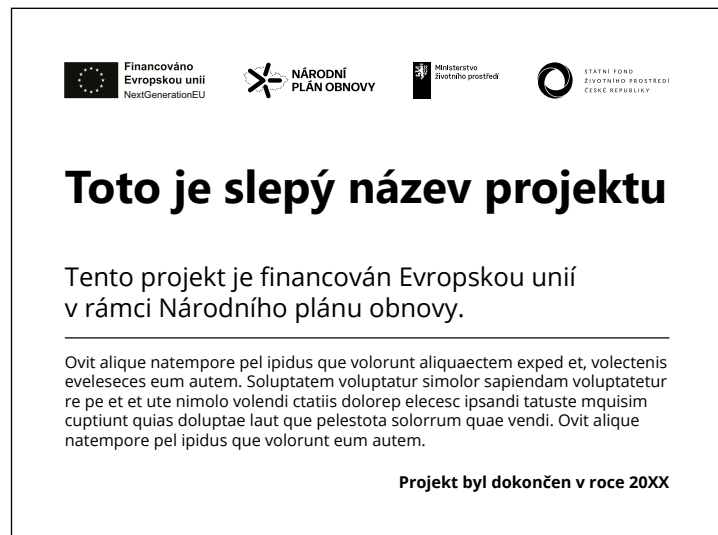 Financováno
Evropskou unií
NextGenerationEU
NÁRODNÍ
PLÁN OBNOVY
Ministerstvo
životního prostředí
STÁTNÍ FOND
ŽIVOTNÍHO PROSTŘEDÍ
ČESKÉ REPUBLIKY
Toto je slepý název projektu
Tento projekt je financován Evropskou unií
v rámci Národního plánu obnovy.
Ovit alique natempore pel ipidus que volorunt aliquaectem exped et, volectenis
eveleseces eum autem. Soluptatem voluptatur simolor sapiendam voluptatetur
re pe et et ute nimolo volendi ctatiis dolorep elecesc ipsandi tatuste mquisim
cuptiunt quias doluptae laut que pelestota solorrum quae vendi. Ovit alique
natempore pel ipidus que volorunt eum autem.
Projekt byl dokončen v roce 20XX